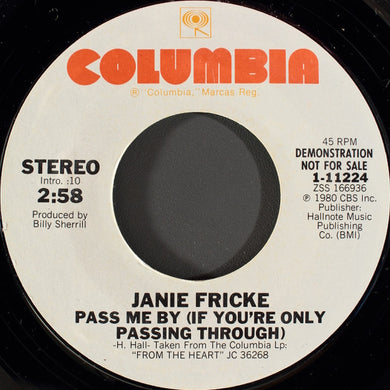 COLUMBIA
® "Columbia," Marcas Reg.
STEREO
Intro. :10
2:58
Produced by
Billy Sherrill
45 RPM
DEMONSTRATION
NOT FOR SALE
1-11224
ZSS 166936
℗ 1980 CBS Inc.
Publisher:
Hallnote Music
Publishing
Co. (BMI)
JANIE FRICKE
PASS ME BY (IF YOU'RE ONLY
PASSING THROUGH)
-H. Hall- Taken From The Columbia Lp:
"FROM THE HEART" JC 36268